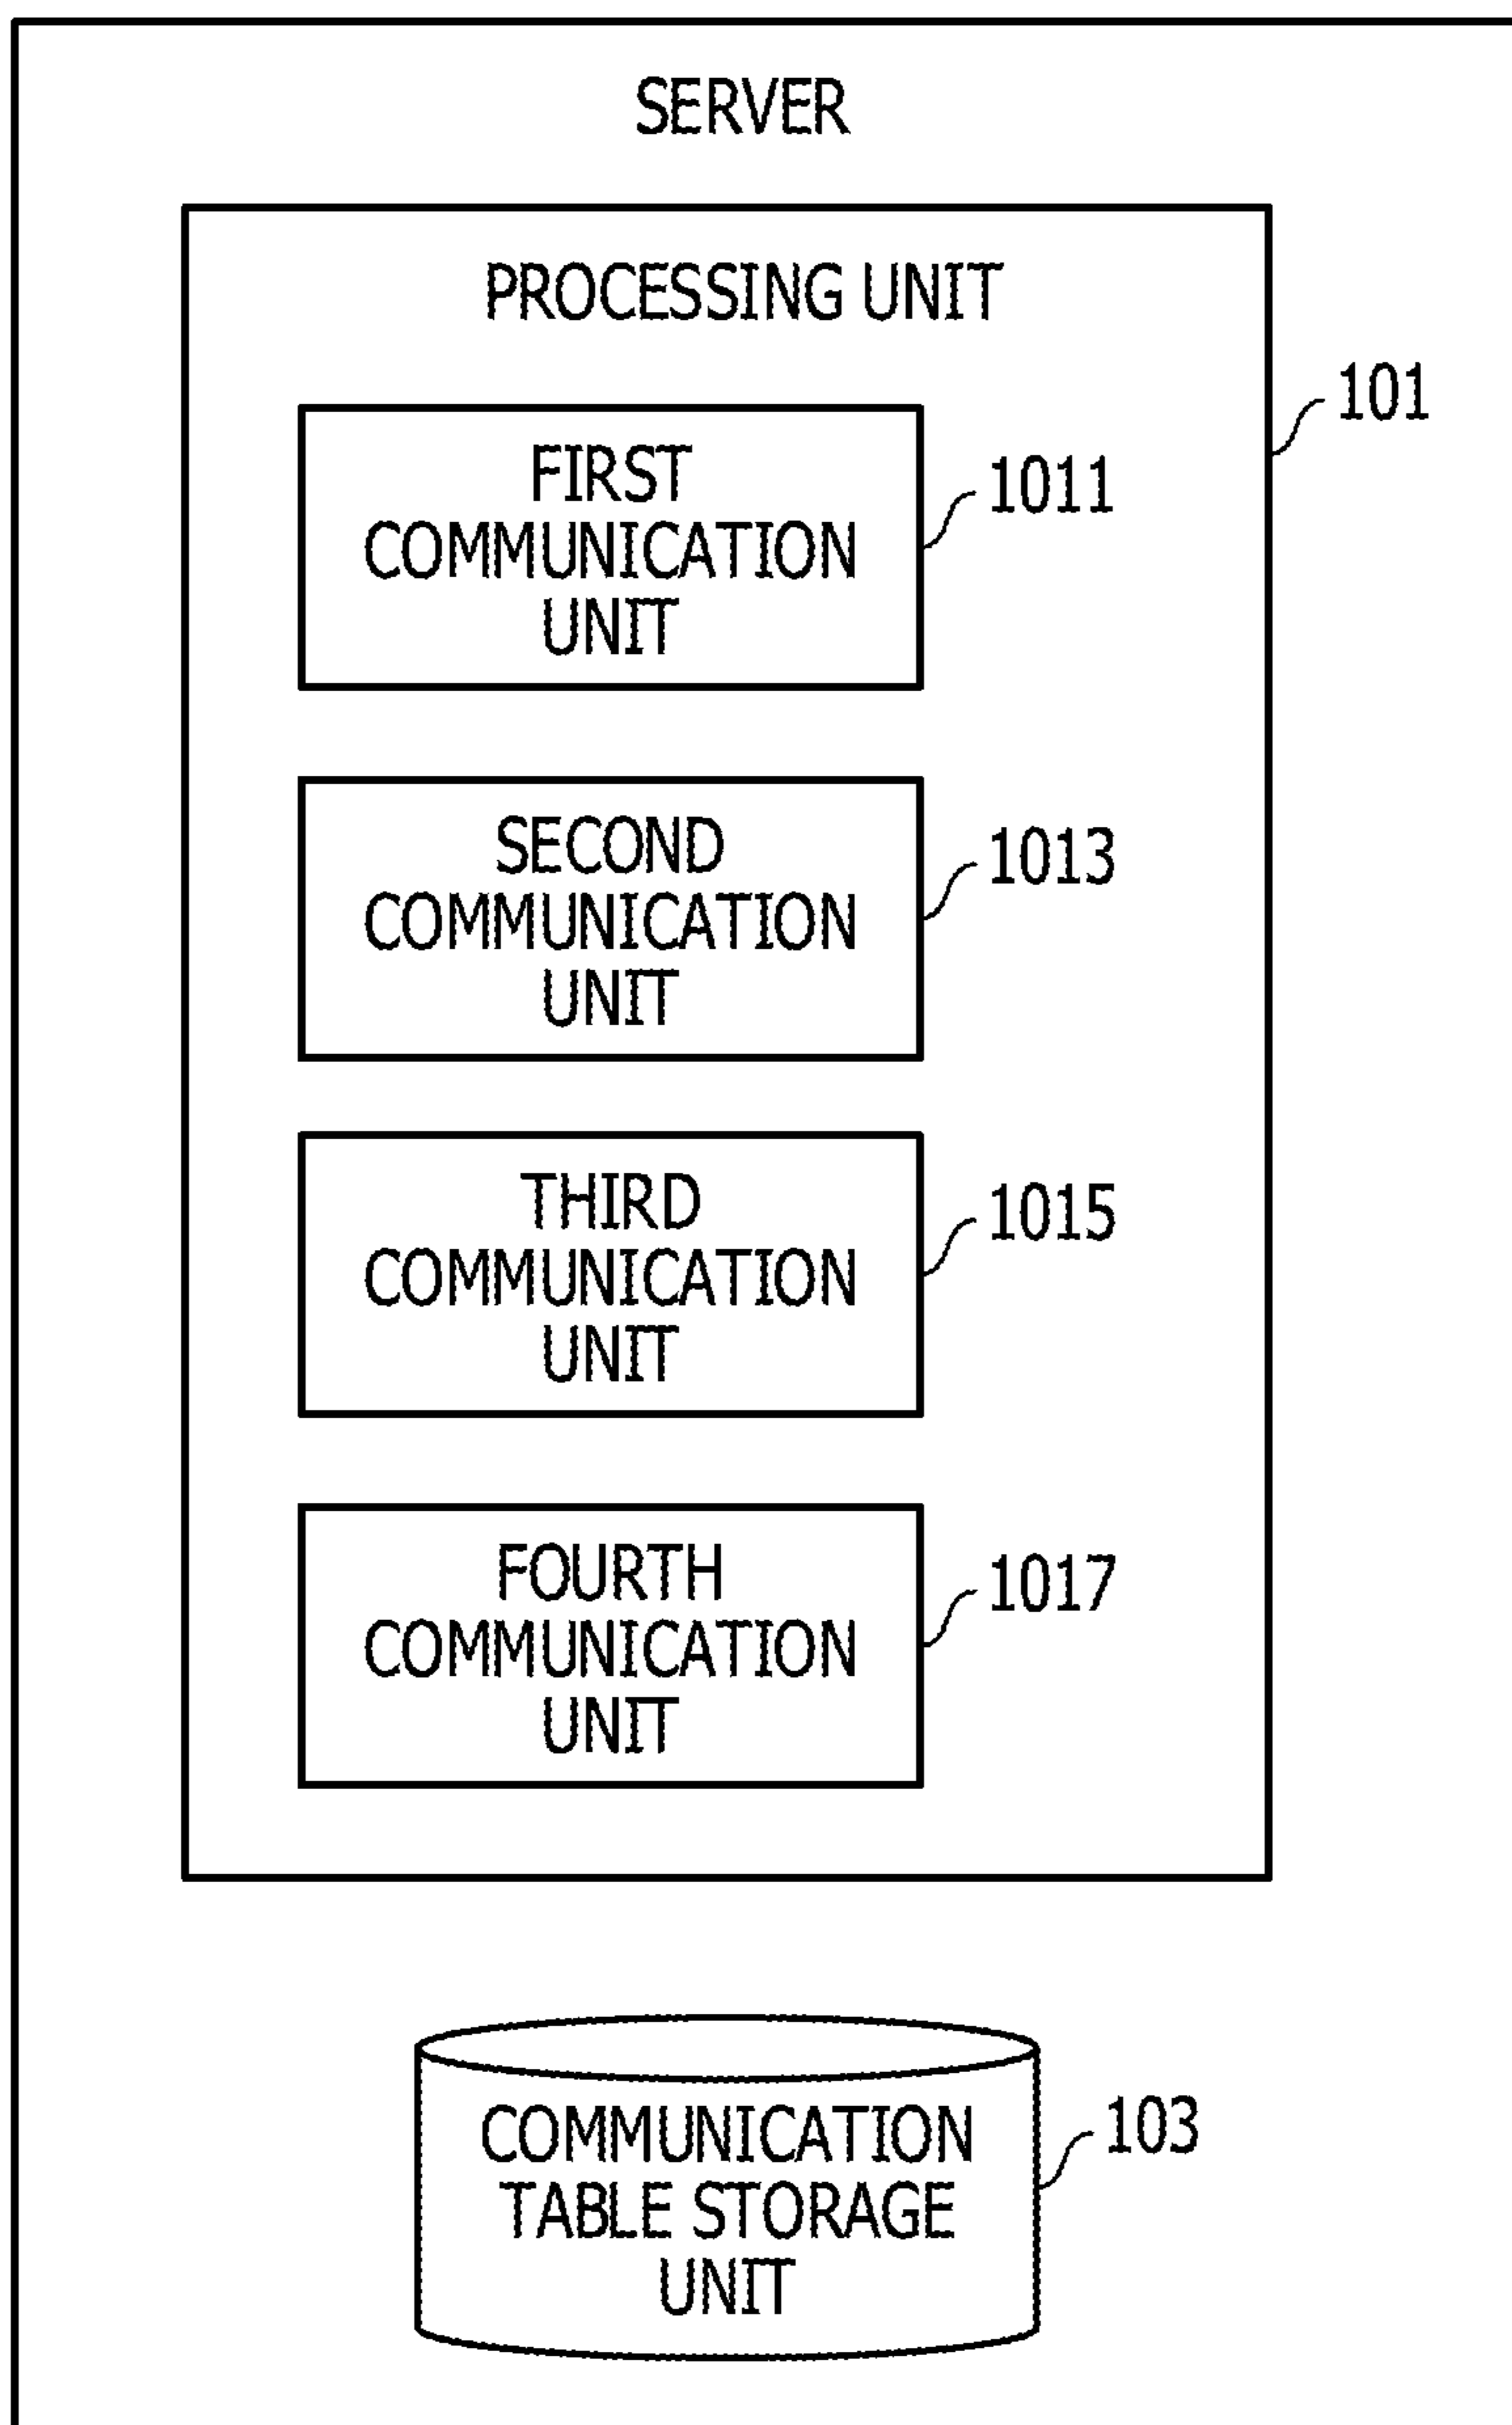 SERVER
PROCESSING UNIT
101
FIRST
COMMUNICATION
UNIT
1011
SECOND
COMMUNICATION
UNIT
1013
THIRD
COMMUNICATION
UNIT
1015
FOURTH
COMMUNICATION
UNIT
1017
COMMUNICATION
TABLE STORAGE
UNIT
103